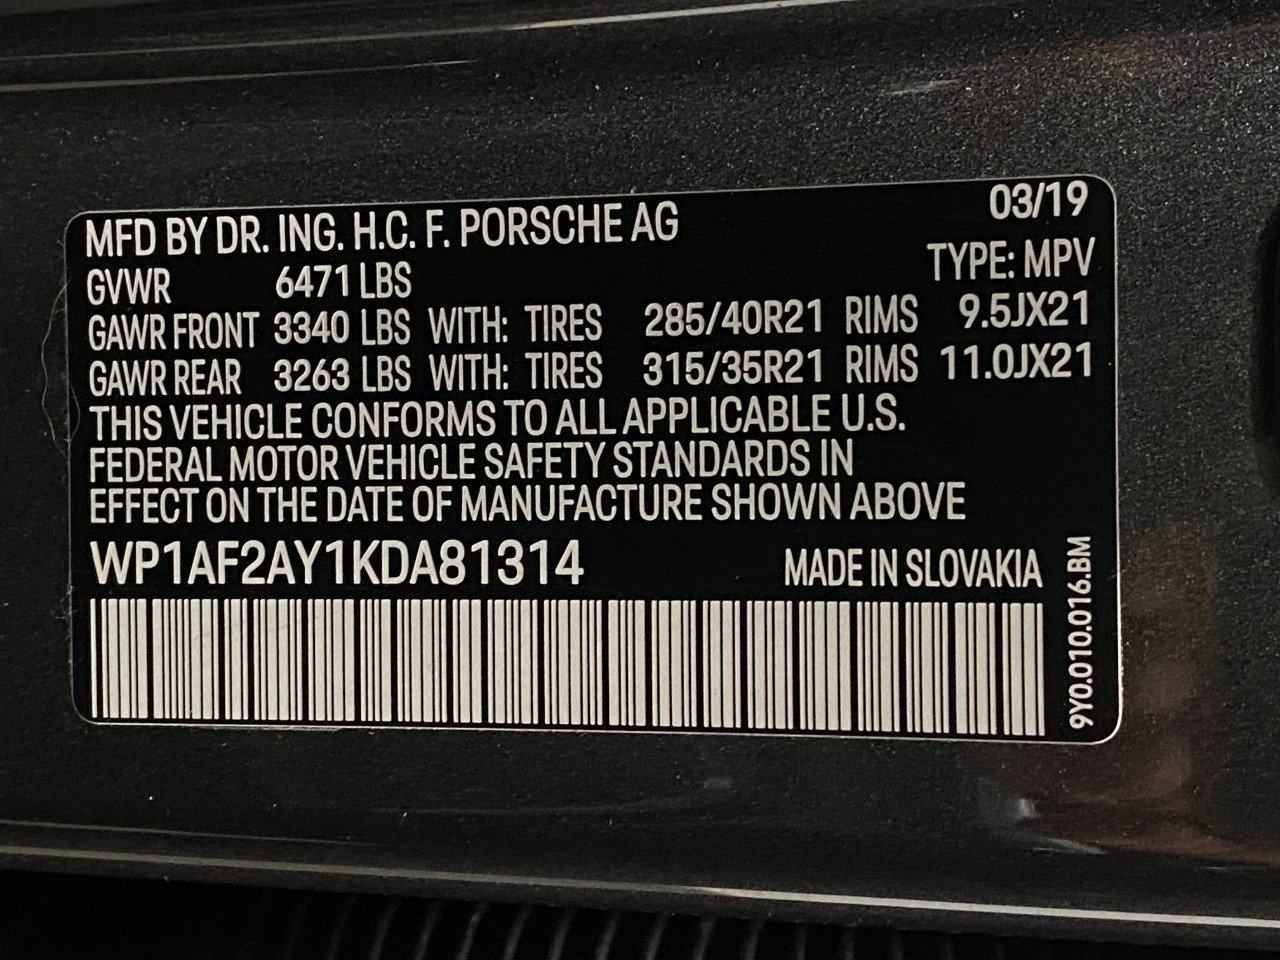 03/19
MFD BY DR. ING. H.C. F. PORSCHE AG
TYPE: MPV
GVWR 6471 LBS
GAWR FRONT 3340 LBS WITH: TIRES 285/40R21 RIMS 9.5JX21
GAWR REAR 3263 LBS WITH: TIRES 315/35R21 RIMS 11.0JX21
THIS VEHICLE CONFORMS TO ALL APPLICABLE U.S.
FEDERAL MOTOR VEHICLE SAFETY STANDARDS IN
EFFECT ON THE DATE OF MANUFACTURE SHOWN ABOVE
WP1AF2AY1KDA81314 MADE IN SLOVAKIA
9Y0.010.016.BM